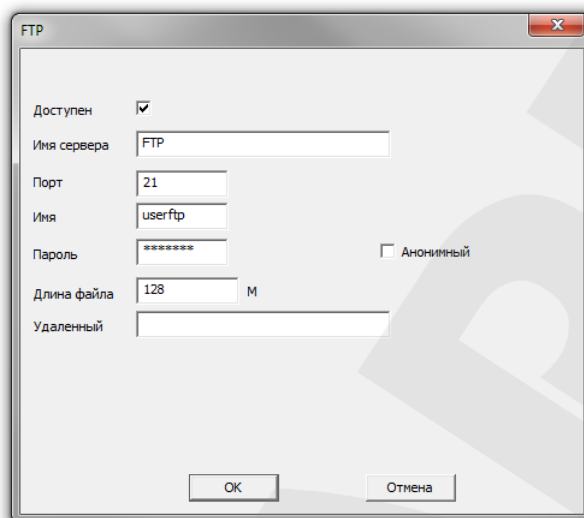 FTP
Доступен
Имя сервера FTP
Порт 21
Имя userftp
Пароль ******* Анонимный
Длина файла 128 М
Удаленный
OK Отмена